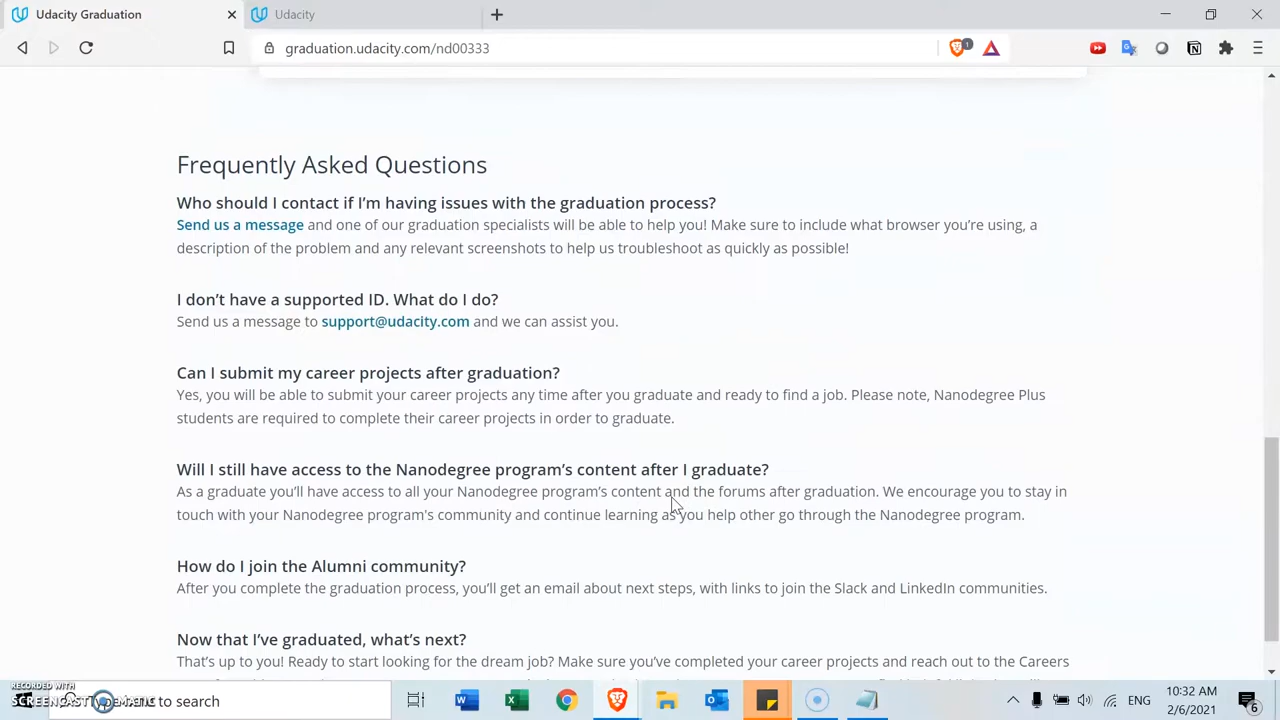 Udacity Graduation
Udacity
graduation.udacity.com/nd00333
1
Frequently Asked Questions
Who should I contact if I'm having issues with the graduation process?
Send us a message and one of our graduation specialists will be able to help you! Make sure to include what browser you're using, a
description of the problem and any relevant screenshots to help us troubleshoot as quickly as possible!
I don't have a supported ID. What do I do?
Send us a message to support@udacity.com and we can assist you.
Can I submit my career projects after graduation?
Yes, you will be able to submit your career projects any time after you graduate and ready to find a job. Please note, Nanodegree Plus
students are required to complete their career projects in order to graduate.
Will I still have access to the Nanodegree program's content after I graduate?
As a graduate you'll have access to all your Nanodegree program's content and the forums after graduation. We encourage you to stay in
touch with your Nanodegree program's community and continue learning as you help other go through the Nanodegree program.
How do I join the Alumni community?
After you complete the graduation process, you'll get an email about next steps, with links to join the Slack and LinkedIn communities.
Now that I've graduated, what's next?
That's up to you! Ready to start looking for the dream job? Make sure you've completed your career projects and reach out to the Careers
RECORDED WITH
SCREENCAST MATIC
Type here to search
ENG
10:32 AM
2/6/2021
6